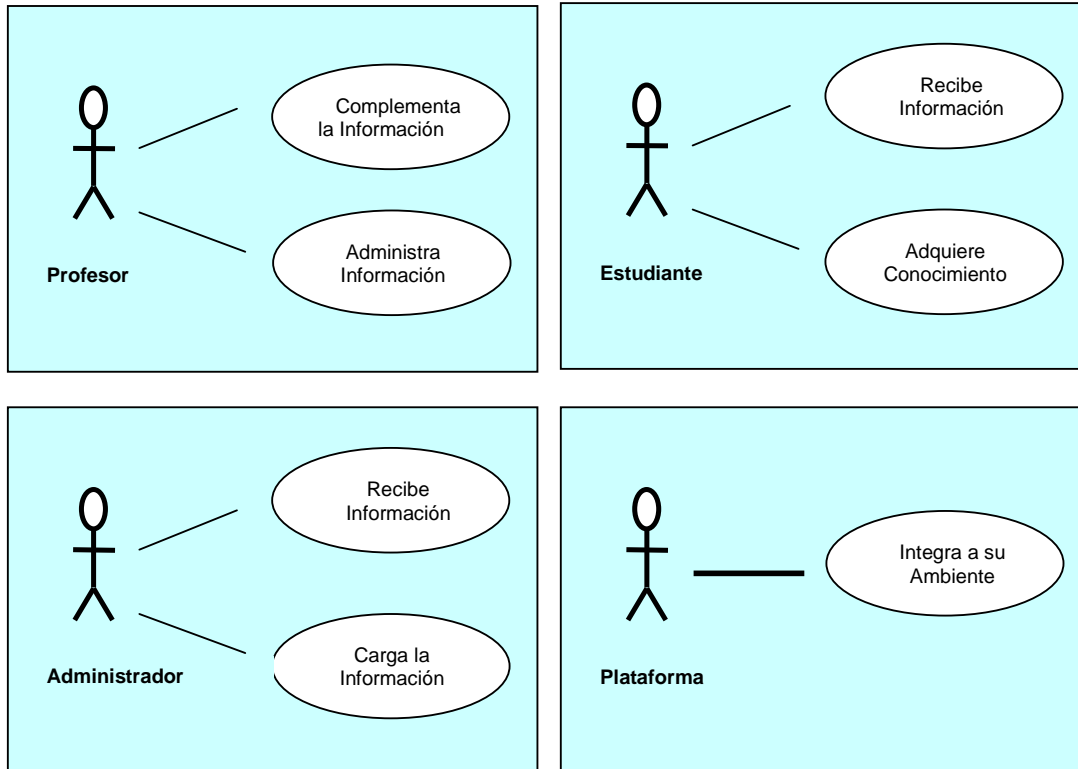 Complementa
la Información
Administra
Información
Profesor
Recibe
Información
Adquiere
Conocimiento
Estudiante
Recibe
Información
Carga la
Información
Administrador
Integra a su
Ambiente
Plataforma